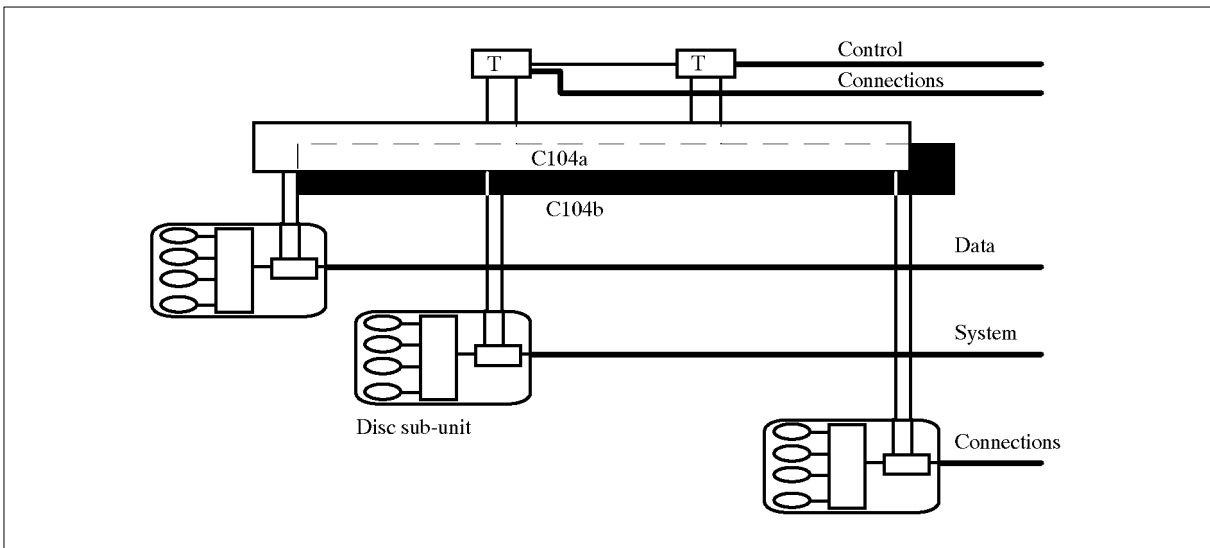 T
T
Control
Connections
C104a
C104b
Data
System
Disc sub-unit
Connections